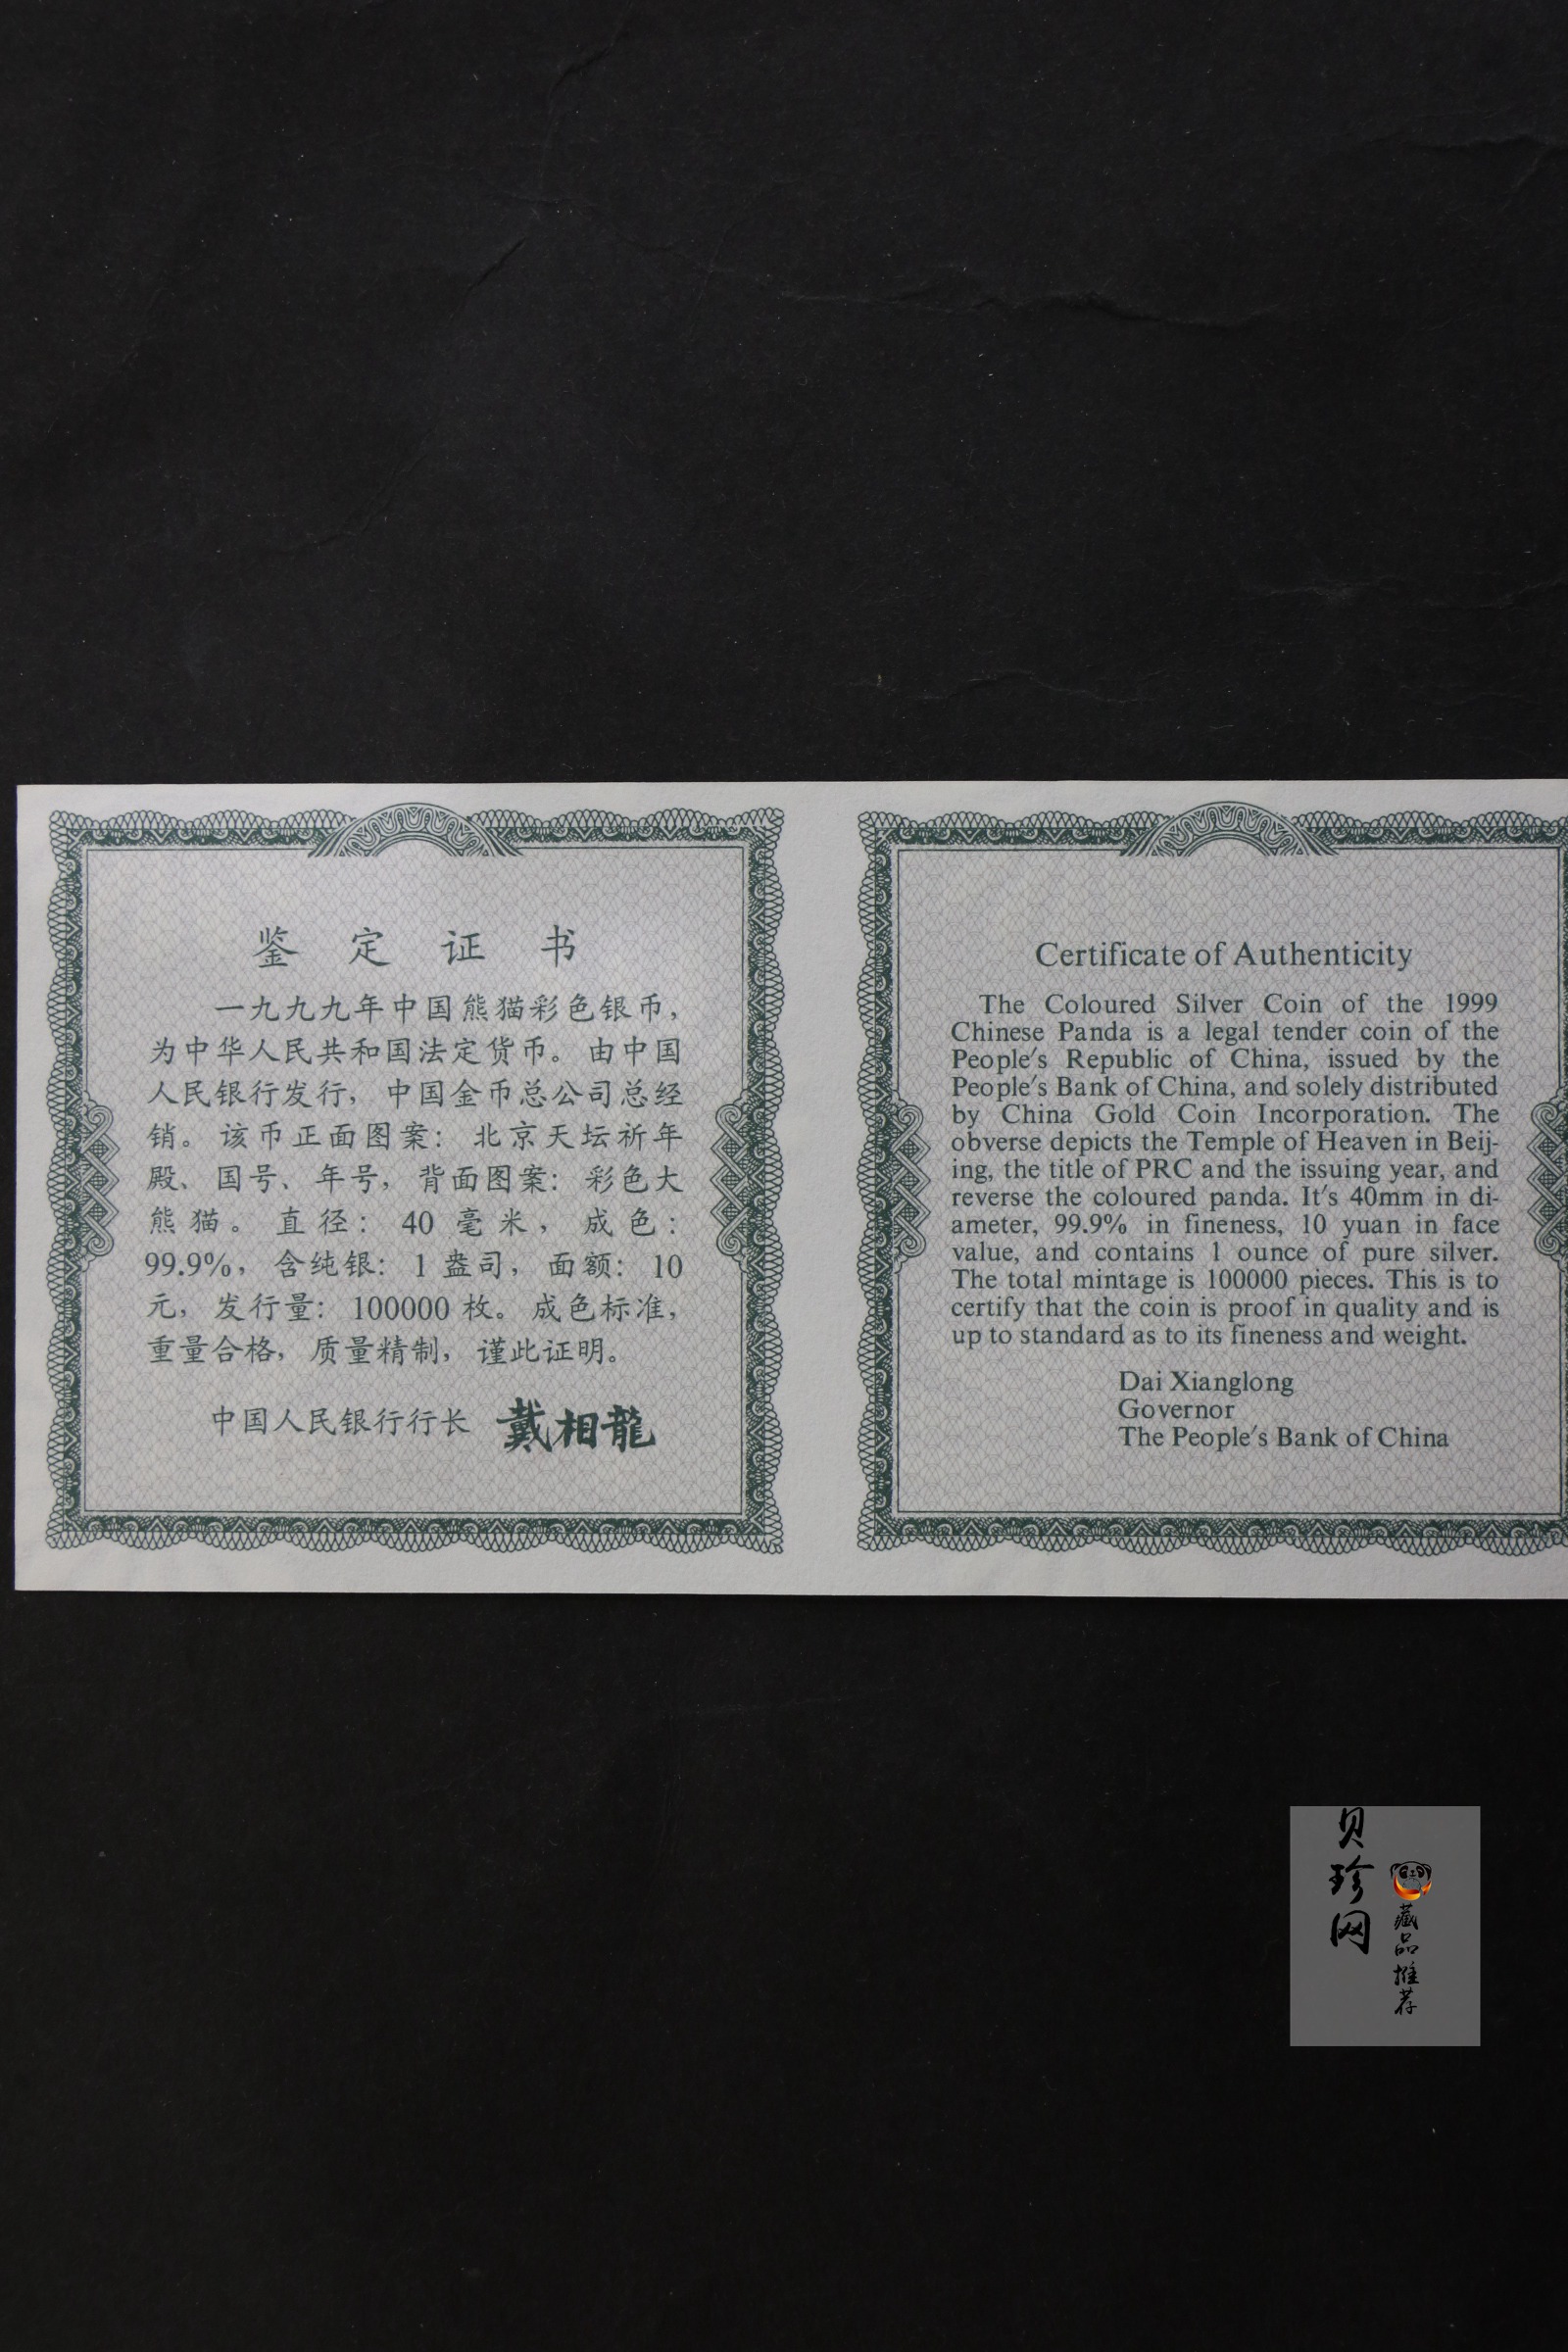 鉴定证书
一九九九年中国熊猫彩色银币，
为中华人民共和国法定货币。由中国
人民银行发行，中国金币总公司总经
销。该币正面图案：北京天坛祈年
殿、国号、年号，背面图案：彩色大
熊猫。直径：40毫米，成色：
99.9%，含纯银：1盎司，面额：10
元，发行量：100000枚。成色标准，
重量合格，质量精制，谨此证明。
中国人民银行行长 戴相龍
Certificate of Authenticity
The Coloured Silver Coin of the 1999
Chinese Panda is a legal tender coin of the
People's Republic of China, issued by the
People's Bank of China, and solely distributed
by China Gold Coin Incorporation. The
obverse depicts the Temple of Heaven in Beij-
ing, the title of PRC and the issuing year, and
reverse the coloured panda. It's 40mm in di-
ameter, 99.9% in fineness, 10 yuan in face
value, and contains 1 ounce of pure silver.
The total mintage is 100000 pieces. This is to
certify that the coin is proof in quality and is
up to standard as to its fineness and weight.
Dai Xianglong
Governor
The People's Bank of China
贝珍网
藏品推荐